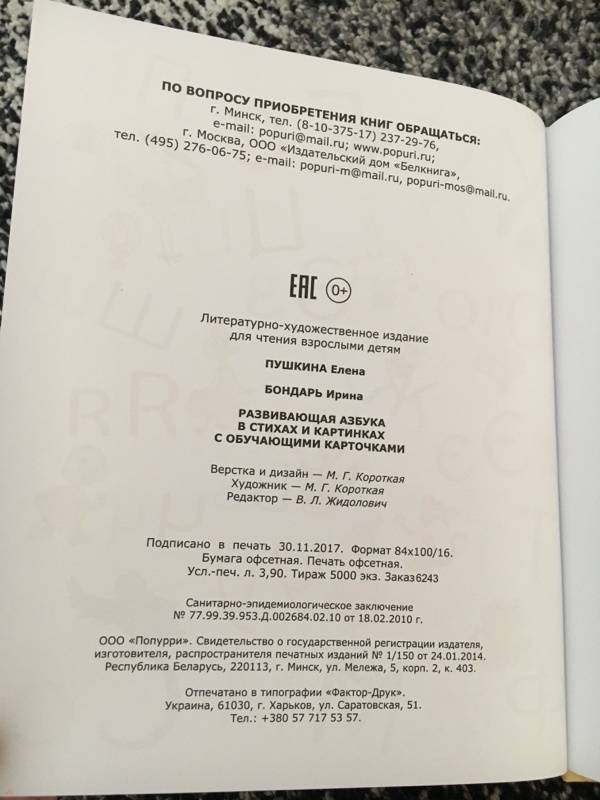 ПО ВОПРОСУ ПРИОБРЕТЕНИЯ КНИГ ОБРАЩАТЬСЯ:
г. Минск, тел. (8-10-375-17) 237-29-76,
e-mail: popuri@mail.ru; www.popuri.ru;
г. Москва, ООО «Издательский дом «Белкнига»,
тел. (495) 276-06-75; e-mail: popuri-m@mail.ru, popuri-mos@mail.ru.
ЕАС 0+
Литературно-художественное издание
для чтения взрослыми детям
ПУШКИНА Елена
БОНДАРЬ Ирина
РАЗВИВАЮЩАЯ АЗБУКА
В СТИХАХ И КАРТИНКАХ
С ОБУЧАЮЩИМИ КАРТОЧКАМИ
Верстка и дизайн — М. Г. Короткая
Художник — М. Г. Короткая
Редактор — В. Л. Жидолович
Подписано в печать 30.11.2017. Формат 84х100/16.
Бумага офсетная. Печать офсетная.
Усл.-печ. л. 3,90. Тираж 5000 экз. Заказ6243
Санитарно-эпидемиологическое заключение
№ 77.99.39.953.Д.002684.02.10 от 18.02.2010 г.
ООО «Попурри». Свидетельство о государственной регистрации издателя,
изготовителя, распространителя печатных изданий № 1/150 от 24.01.2014.
Республика Беларусь, 220113, г. Минск, ул. Мележа, 5, корп. 2, к. 403.
Отпечатано в типографии «Фактор-Друк».
Украина, 61030, г. Харьков, ул. Саратовская, 51.
Тел.: +380 57 717 53 57.